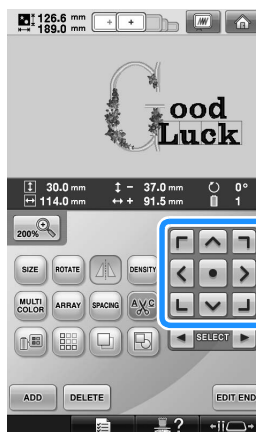 126.6 mm
189.0 mm
Good
Luck
30.0 mm - 37.0 mm 0°
114.0 mm + 91.5 mm 1
200%
SIZE ROTATE DENSITY
MULTI COLOR ARRAY SPACING A C
SELECT
ADD DELETE EDIT END
?